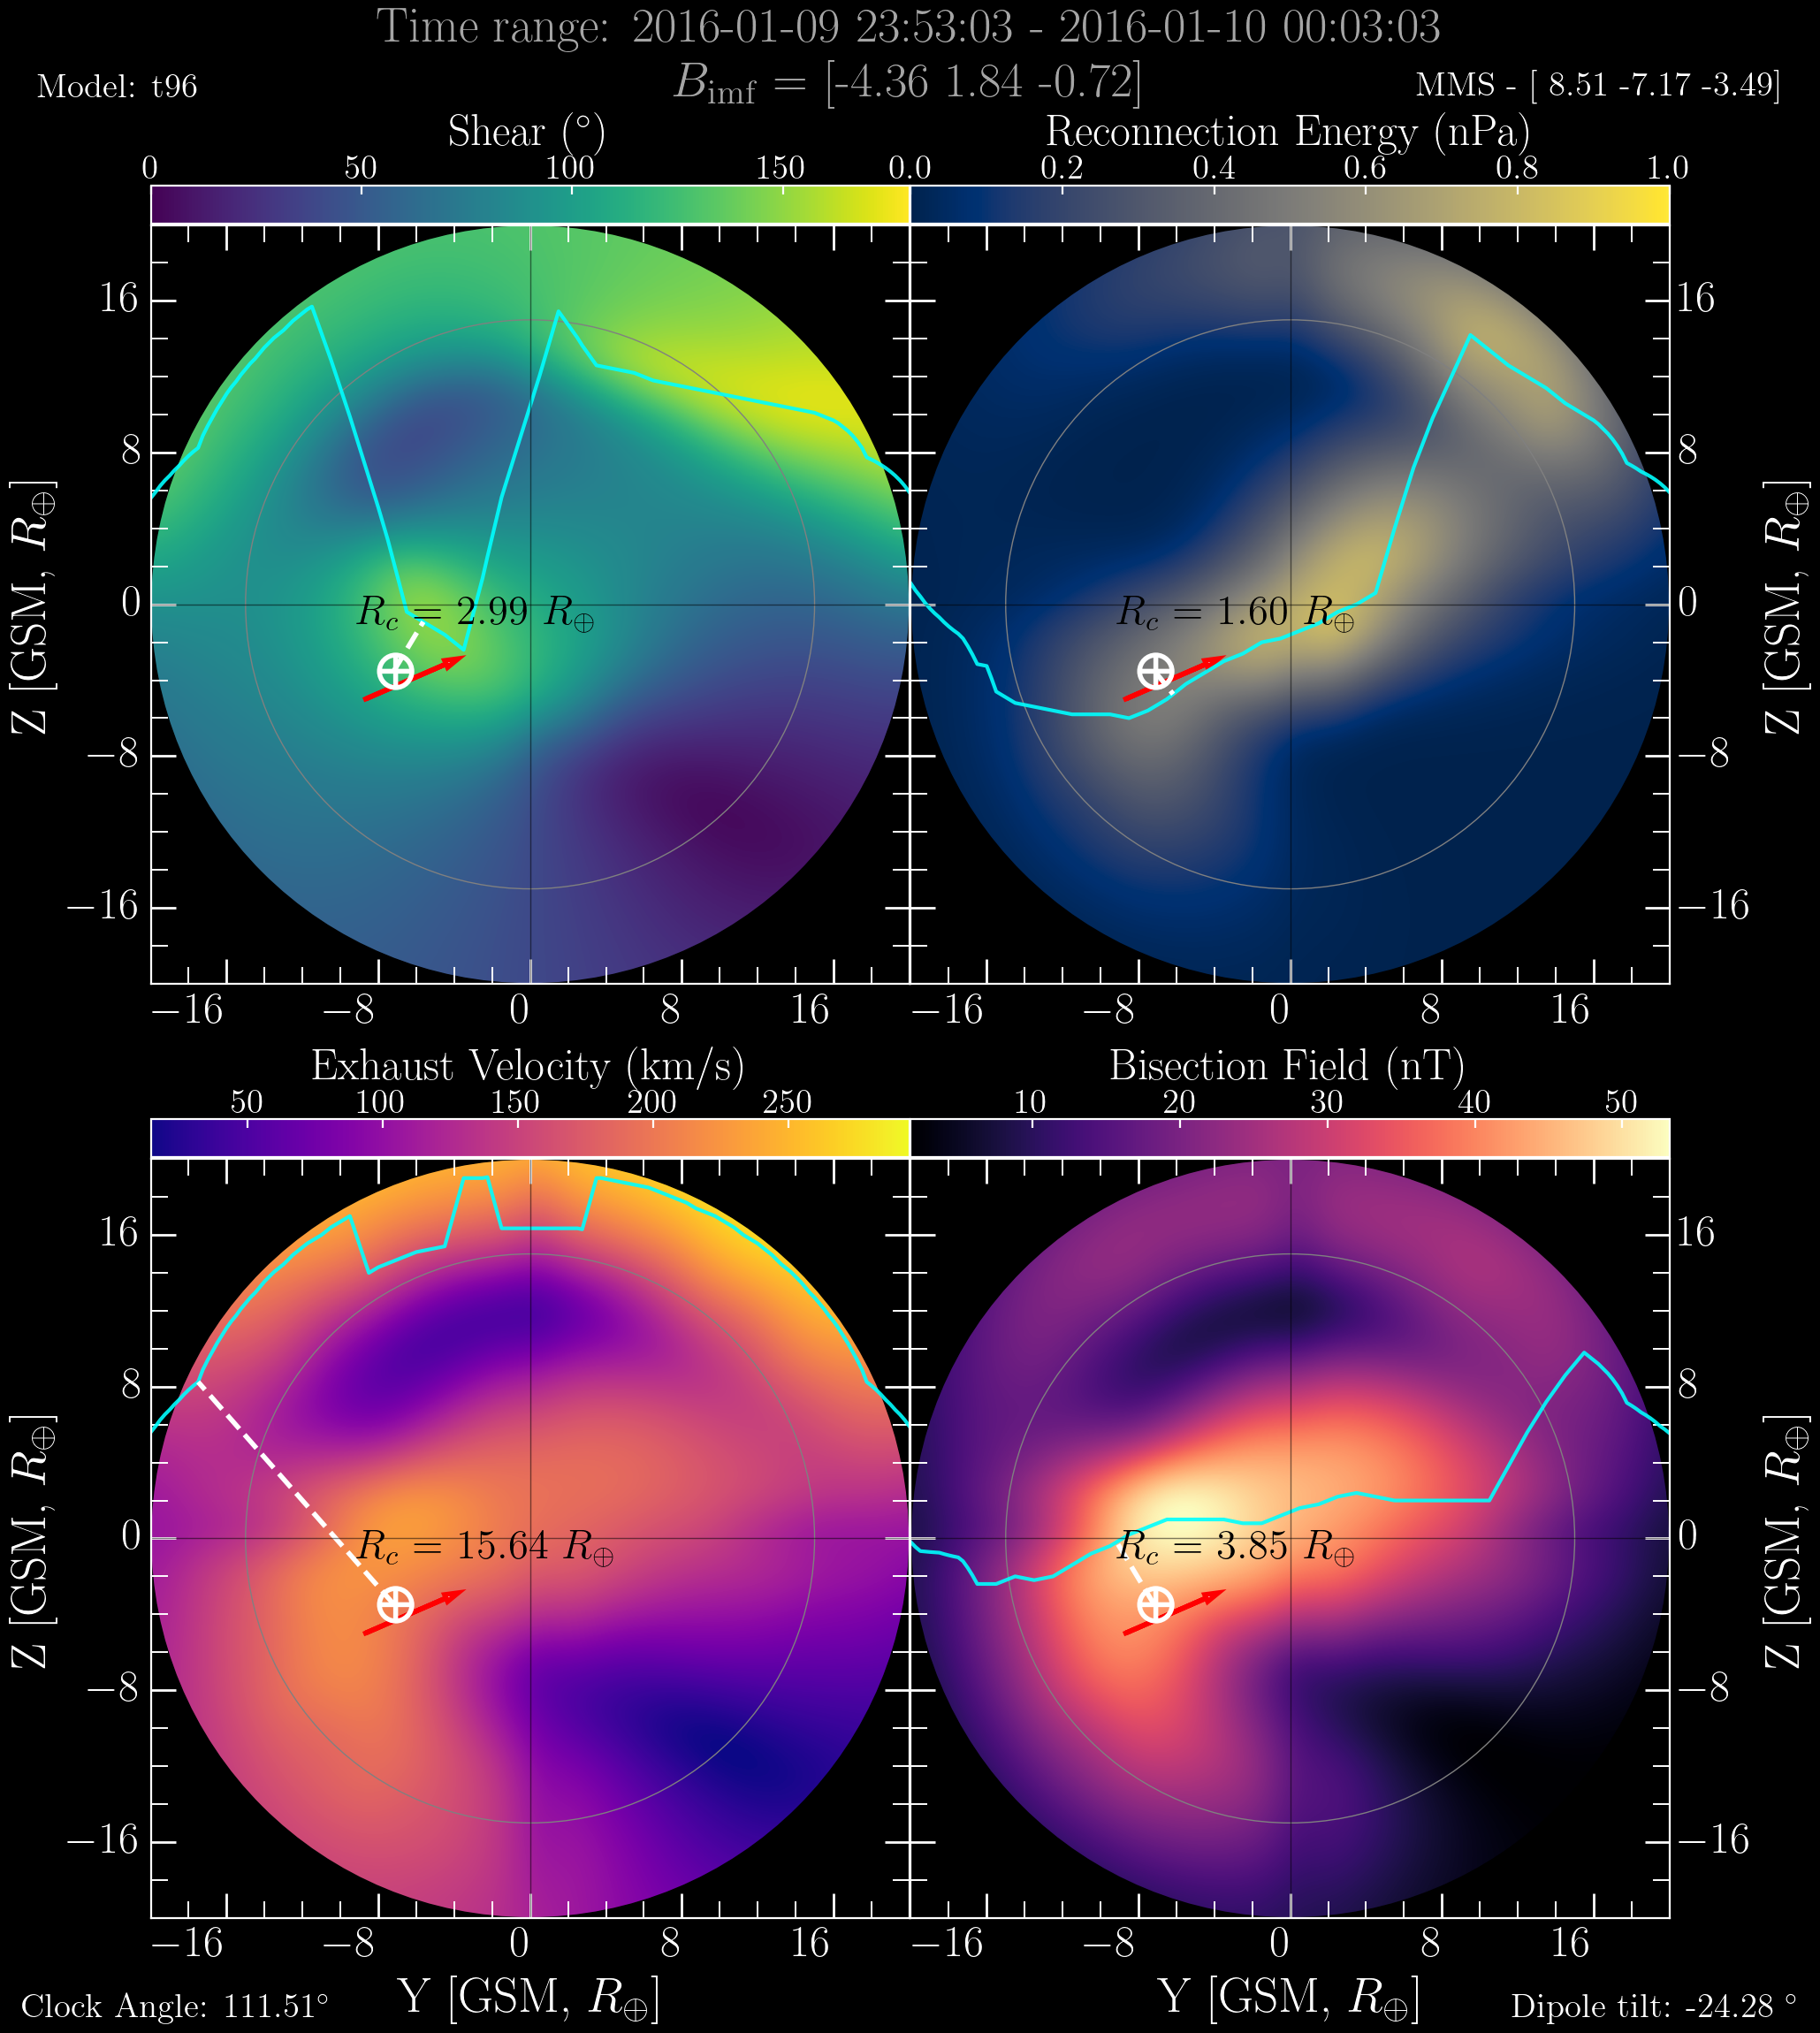 Time range: 2016-01-09 23:53:03 - 2016-01-10 00:03:03
Model: t96
B_imf = [-4.36 1.84 -0.72]
MMS - [ 8.51 -7.17 -3.49]
Shear (°)
0 50 100 150
Reconnection Energy (nPa)
0.0 0.2 0.4 0.6 0.8 1.0
Z [GSM, R⊕]
16
8
0
−8
−16
R_c = 2.99 R⊕
−16 −8 0 8 16
R_c = 1.60 R⊕
−16 −8 0 8 16
16
8
0
−8
−16
Z [GSM, R⊕]
Exhaust Velocity (km/s)
50 100 150 200 250
Bisection Field (nT)
10 20 30 40 50
Z [GSM, R⊕]
16
8
0
−8
−16
R_c = 15.64 R⊕
−16 −8 0 8 16
Y [GSM, R⊕]
R_c = 3.85 R⊕
−16 −8 0 8 16
Y [GSM, R⊕]
16
8
0
−8
−16
Z [GSM, R⊕]
Clock Angle: 111.51°
Dipole tilt: -24.28 °